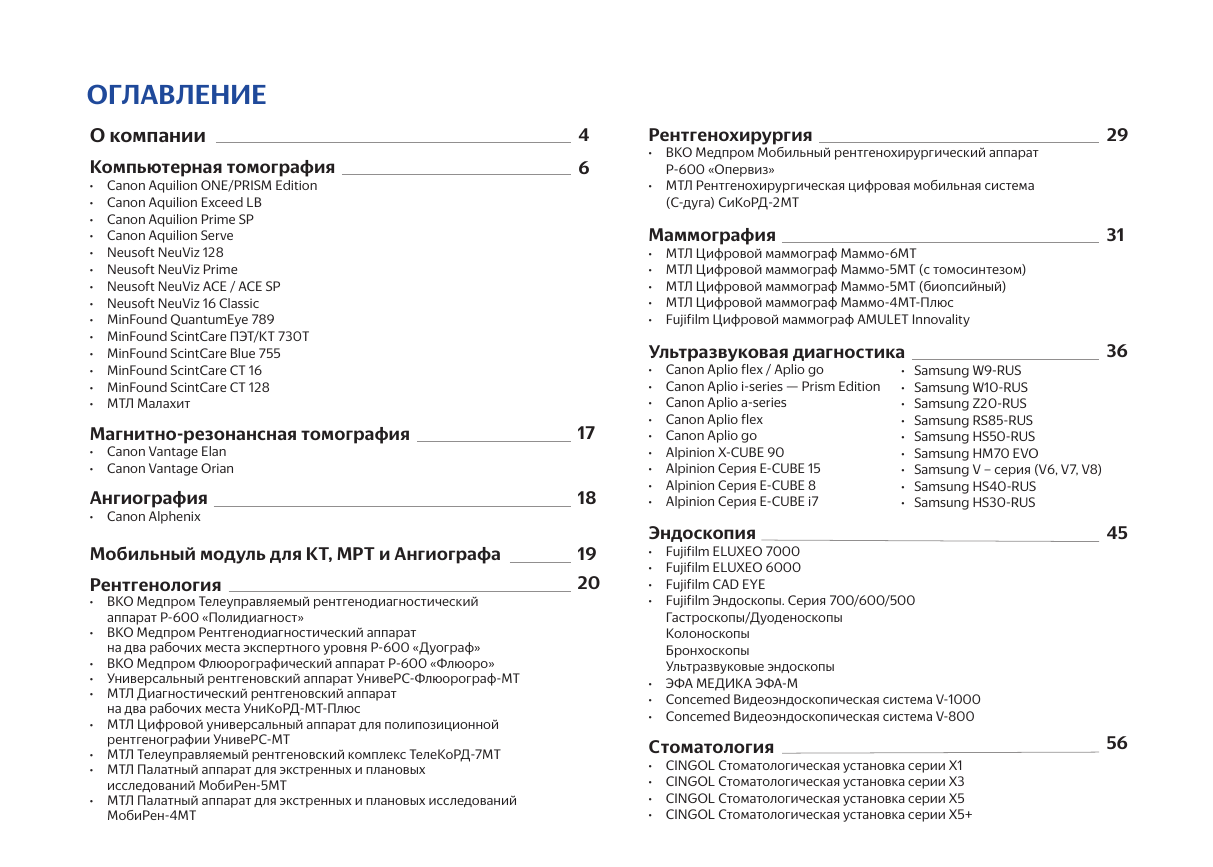 ОГЛАВЛЕНИЕ
О компании 4
Компьютерная томография 6
• Canon Aquilion ONE/PRISM Edition
• Canon Aquilion Exceed LB
• Canon Aquilion Prime SP
• Canon Aquilion Serve
• Neusoft NeuViz 128
• Neusoft NeuViz Prime
• Neusoft NeuViz ACE / ACE SP
• Neusoft NeuViz 16 Classic
• MinFound QuantumEye 789
• MinFound ScintCare ПЭТ/КТ 730T
• MinFound ScintCare Blue 755
• MinFound ScintCare CT 16
• MinFound ScintCare CT 128
• МТЛ Малахит
Магнитно-резонансная томография 17
• Canon Vantage Elan
• Canon Vantage Orian
Ангиография 18
• Canon Alphenix
Мобильный модуль для КТ, МРТ и Ангиографа 19
Рентгенология 20
• ВКО Медпром Телеуправляемый рентгенодиагностический
аппарат Р-600 «Полидиагност»
• ВКО Медпром Рентгенодиагностический аппарат
на два рабочих места экспертного уровня Р-600 «Дуограф»
• ВКО Медпром Флюорографический аппарат Р-600 «Флюоро»
• Универсальный рентгеновский аппарат УнивеРС-Флюорограф-МТ
• МТЛ Диагностический рентгеновский аппарат
на два рабочих места УниКоРД-МТ-Плюс
• МТЛ Цифровой универсальный аппарат для полипозиционной
рентгенографии УнивеРС-МТ
• МТЛ Телеуправляемый рентгеновский комплекс ТелеКоРД-7МТ
• МТЛ Палатный аппарат для экстренных и плановых
исследований МобиРен-5МТ
• МТЛ Палатный аппарат для экстренных и плановых исследований
МобиРен-4МТ
Рентгенохирургия 29
• ВКО Медпром Мобильный рентгенохирургический аппарат
Р-600 «Опервиз»
• МТЛ Рентгенохирургическая цифровая мобильная система
(С-дуга) СиКоРД-2МТ
Маммография 31
• МТЛ Цифровой маммограф Маммо-6МТ
• МТЛ Цифровой маммограф Маммо-5МТ (с томосинтезом)
• МТЛ Цифровой маммограф Маммо-5МТ (биопсийный)
• МТЛ Цифровой маммограф Маммо-4МТ-Плюс
• Fujifilm Цифровой маммограф AMULET Innovality
Ультразвуковая диагностика 36
• Canon Aplio flex / Aplio go
• Canon Aplio i-series — Prism Edition
• Canon Aplio a-series
• Canon Aplio flex
• Canon Aplio go
• Alpinion X-CUBE 90
• Alpinion Серия E-CUBE 15
• Alpinion Серия E-CUBE 8
• Alpinion Серия E-CUBE i7
• Samsung W9-RUS
• Samsung W10-RUS
• Samsung Z20-RUS
• Samsung RS85-RUS
• Samsung HS50-RUS
• Samsung HM70 EVO
• Samsung V – серия (V6, V7, V8)
• Samsung HS40-RUS
• Samsung HS30-RUS
Эндоскопия 45
• Fujifilm ELUXEO 7000
• Fujifilm ELUXEO 6000
• Fujifilm CAD EYE
• Fujifilm Эндоскопы. Серия 700/600/500
Гастроскопы/Дуоденоскопы
Колоноскопы
Бронхоскопы
Ультразвуковые эндоскопы
• ЭФА МЕДИКА ЭФА-М
• Concemed Видеоэндоскопическая система V-1000
• Concemed Видеоэндоскопическая система V-800
Стоматология 56
• CINGOL Стоматологическая установка серии X1
• CINGOL Стоматологическая установка серии X3
• CINGOL Стоматологическая установка серии X5
• CINGOL Стоматологическая установка серии X5+